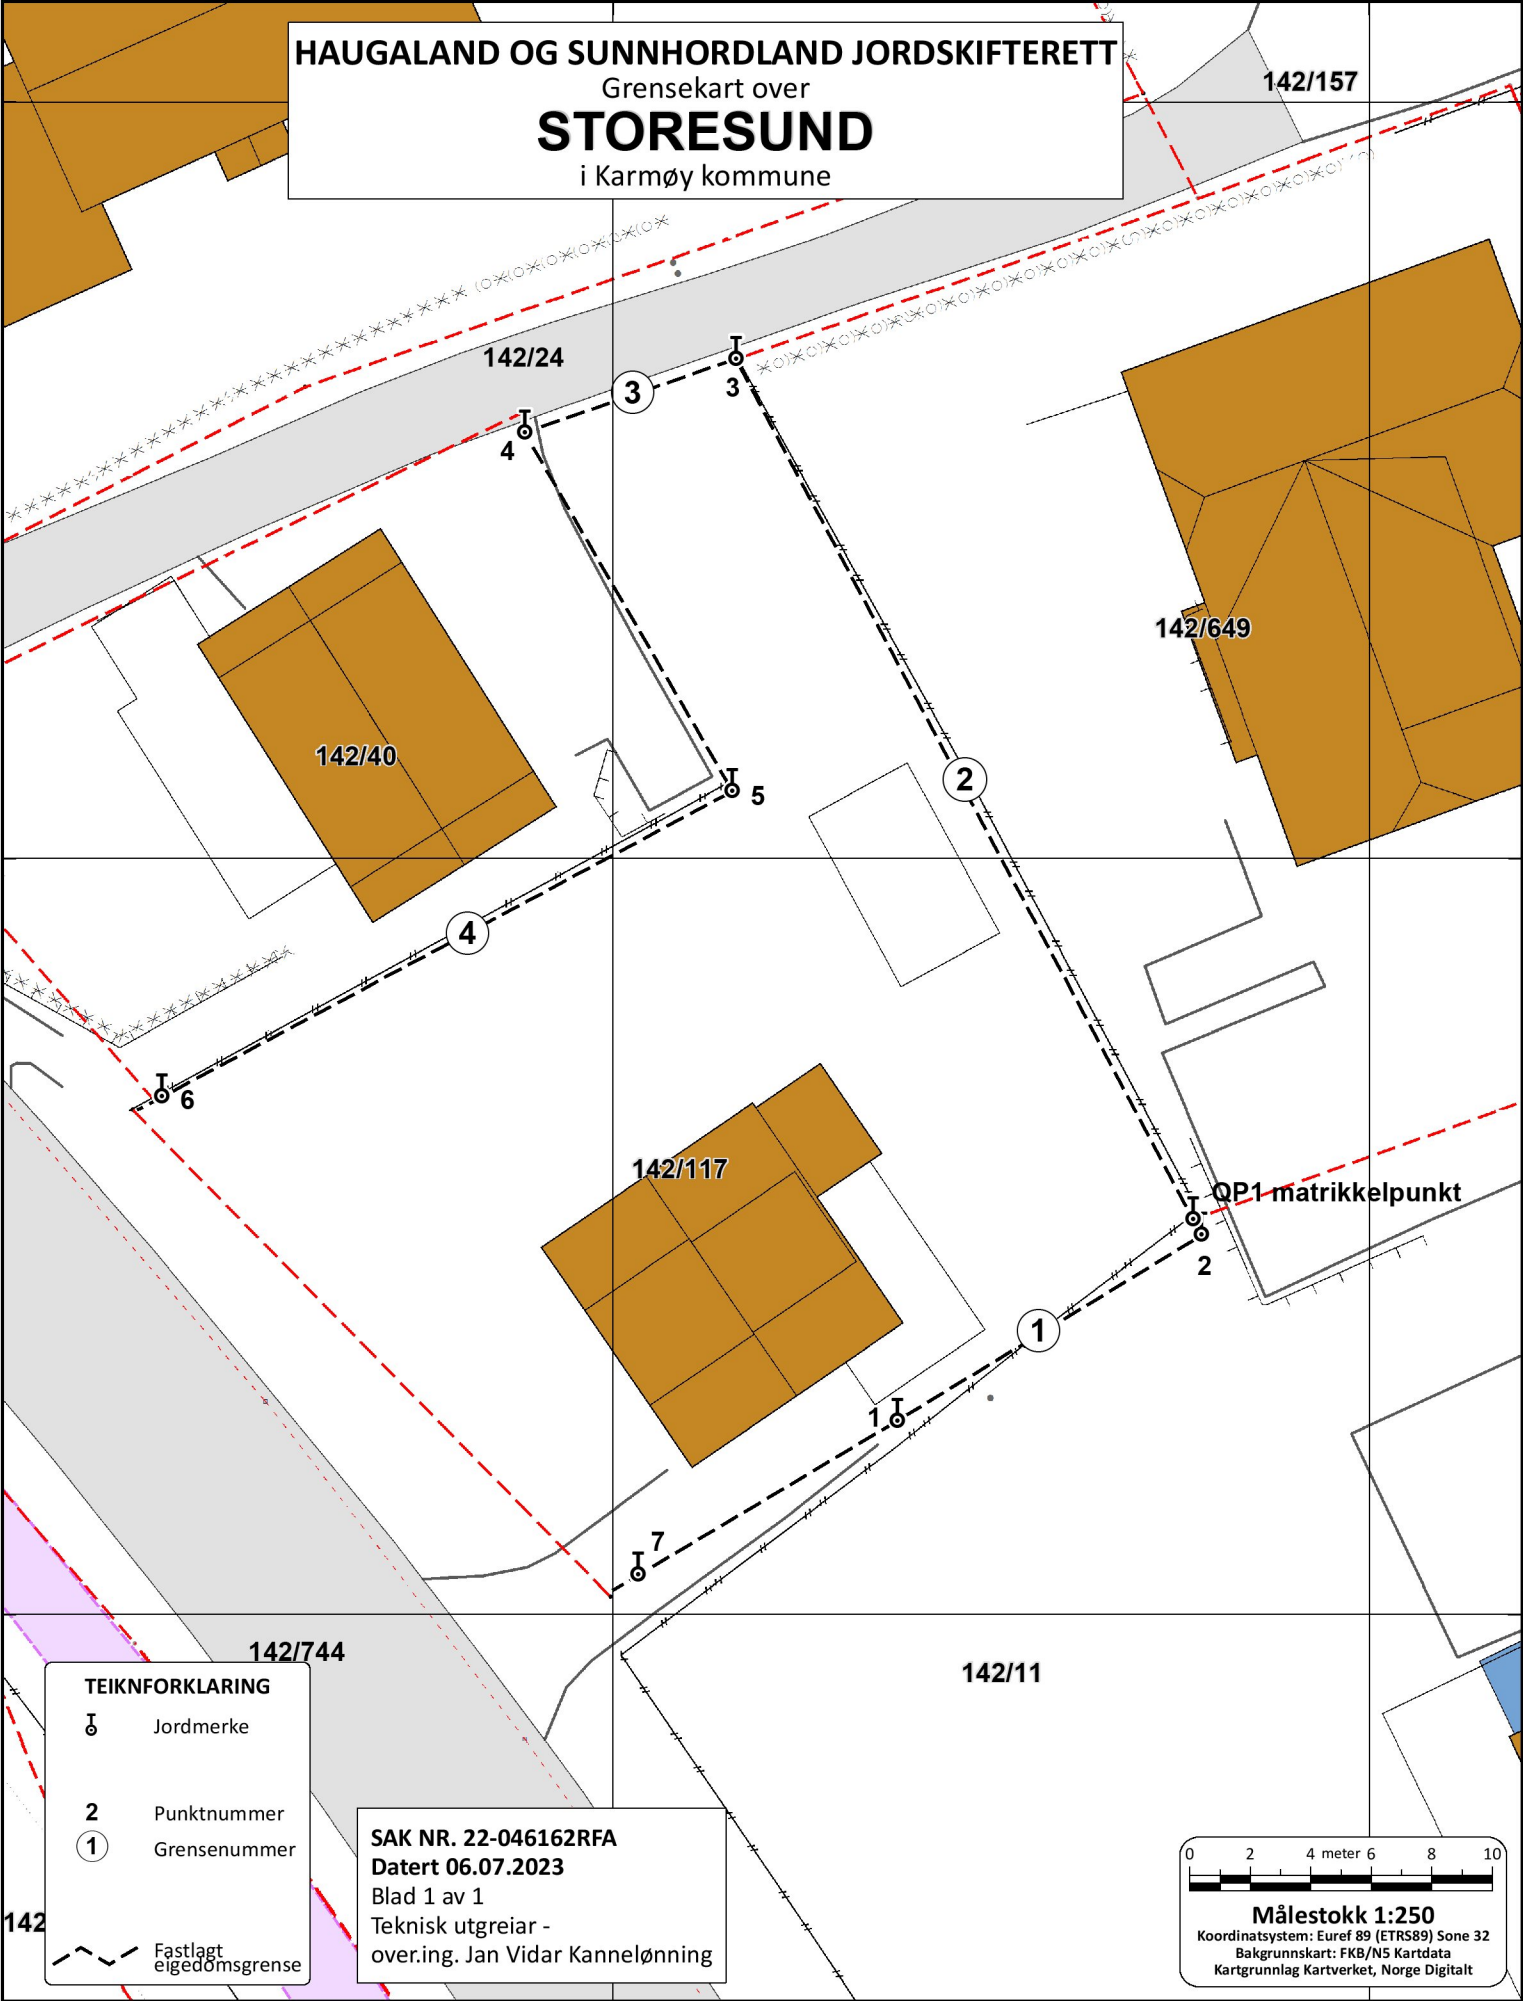 HAUGALAND OG SUNNHORDLAND JORDSKIFTERETT
Grensekart over
STORESUND
i Karmøy kommune
142/157
142/24
3
3
4
142/649
142/40
2
5
4
6
142/117
QP1 matrikkelpunkt
2
1
1
7
142/744
142/11
TEIKNFORKLARING
Jordmerke
2 Punktnummer
1 Grensenummer
Fastlagt
eigedomsgrense
142
SAK NR. 22-046162RFA
Datert 06.07.2023
Blad 1 av 1
Teknisk utgreiar -
over.ing. Jan Vidar Kannelønning
0 2 4 meter 6 8 10
Målestokk 1:250
Koordinatsystem: Euref 89 (ETRS89) Sone 32
Bakgrunnskart: FKB/N5 Kartdata
Kartgrunnlag Kartverket, Norge Digitalt